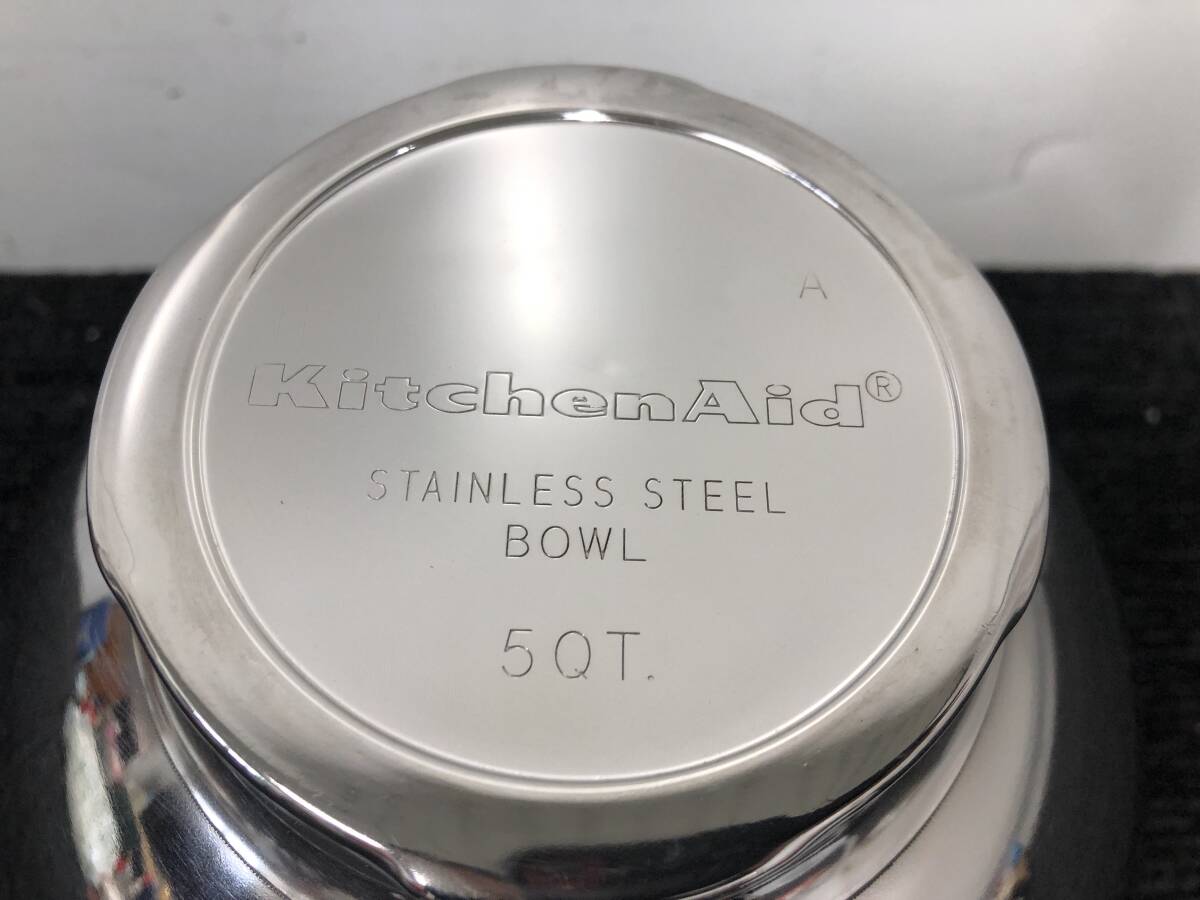 A
KitchenAid®
STAINLESS STEEL
BOWL
5QT.